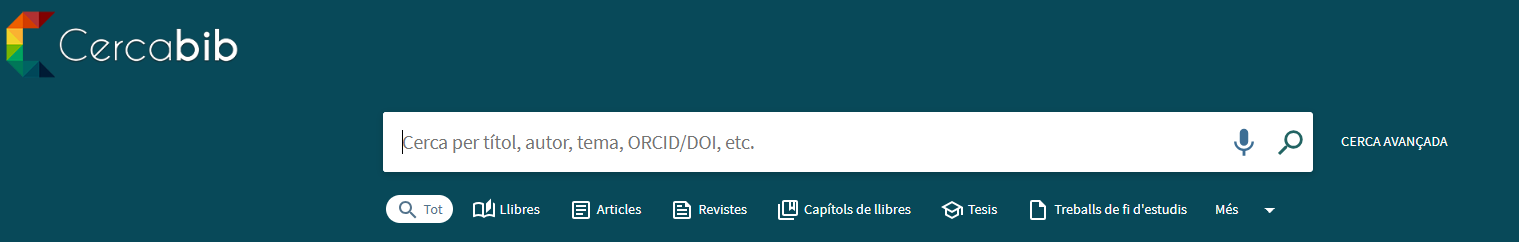 Cercabib
Cerca per títol, autor, tema, ORCID/DOI, etc.
CERCA AVANÇADA
Tot Llibres Articles Revistes Capítols de llibres Tesis Treballs de fi d'estudis Més